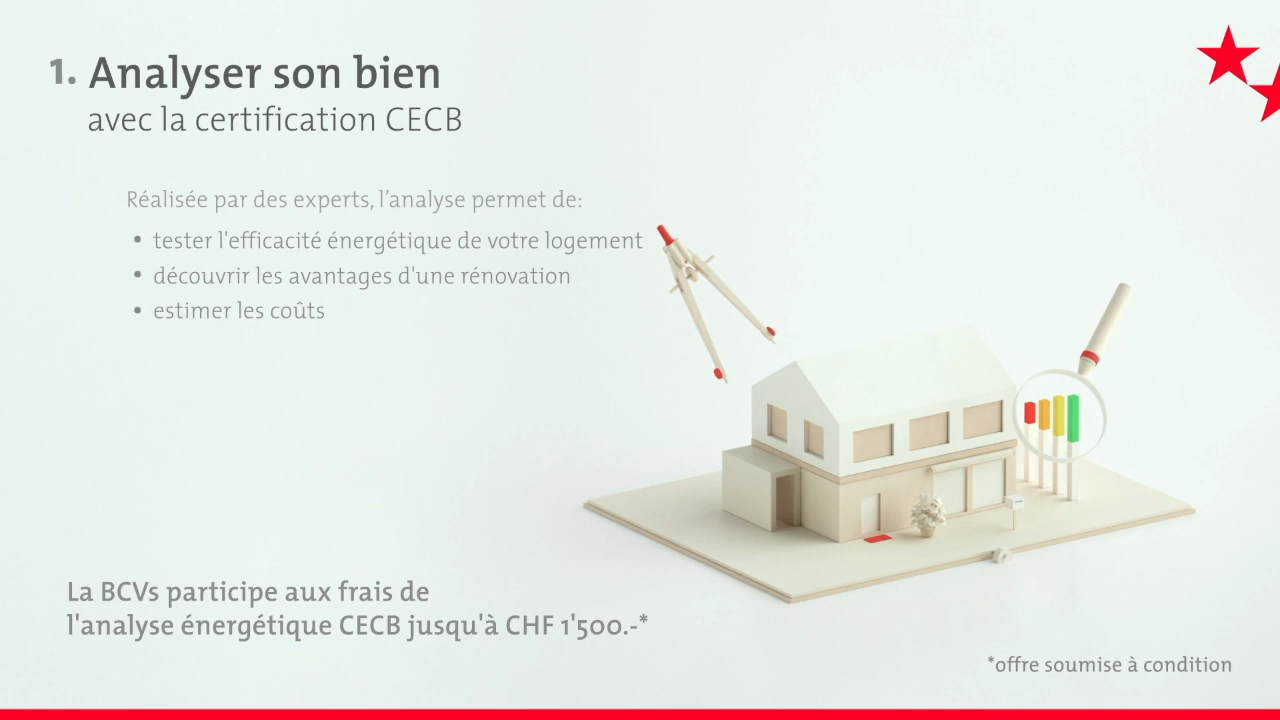 1. Analyser son bien
avec la certification CECB
Réalisée par des experts, l'analyse permet de:
• tester l'efficacité énergétique de votre logement
• découvrir les avantages d'une rénovation
• estimer les coûts
La BCVs participe aux frais de
l'analyse énergétique CECB jusqu'à CHF 1'500.-*
*offre soumise à condition